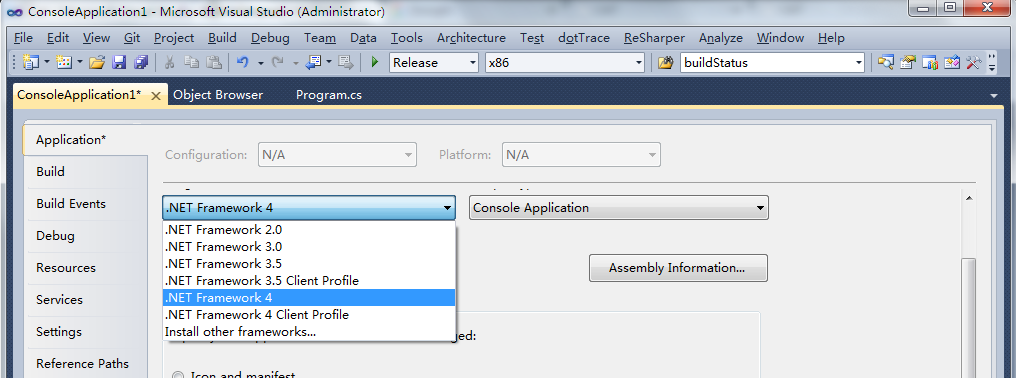 ConsoleApplication1 - Microsoft Visual Studio (Administrator)
File Edit View Git Project Build Debug Team Data Tools Architecture Test dotTrace ReSharper Analyze Window Help
Release x86 buildStatus
ConsoleApplication1* Object Browser Program.cs
Application*
Configuration: N/A Platform: N/A
Build
Build Events
Debug
Resources
Services
Settings
Reference Paths
.NET Framework 4 Console Application
.NET Framework 2.0
.NET Framework 3.0
.NET Framework 3.5
.NET Framework 3.5 Client Profile
.NET Framework 4
.NET Framework 4 Client Profile
Install other frameworks...
Assembly Information...
ged:
Icon and manifest